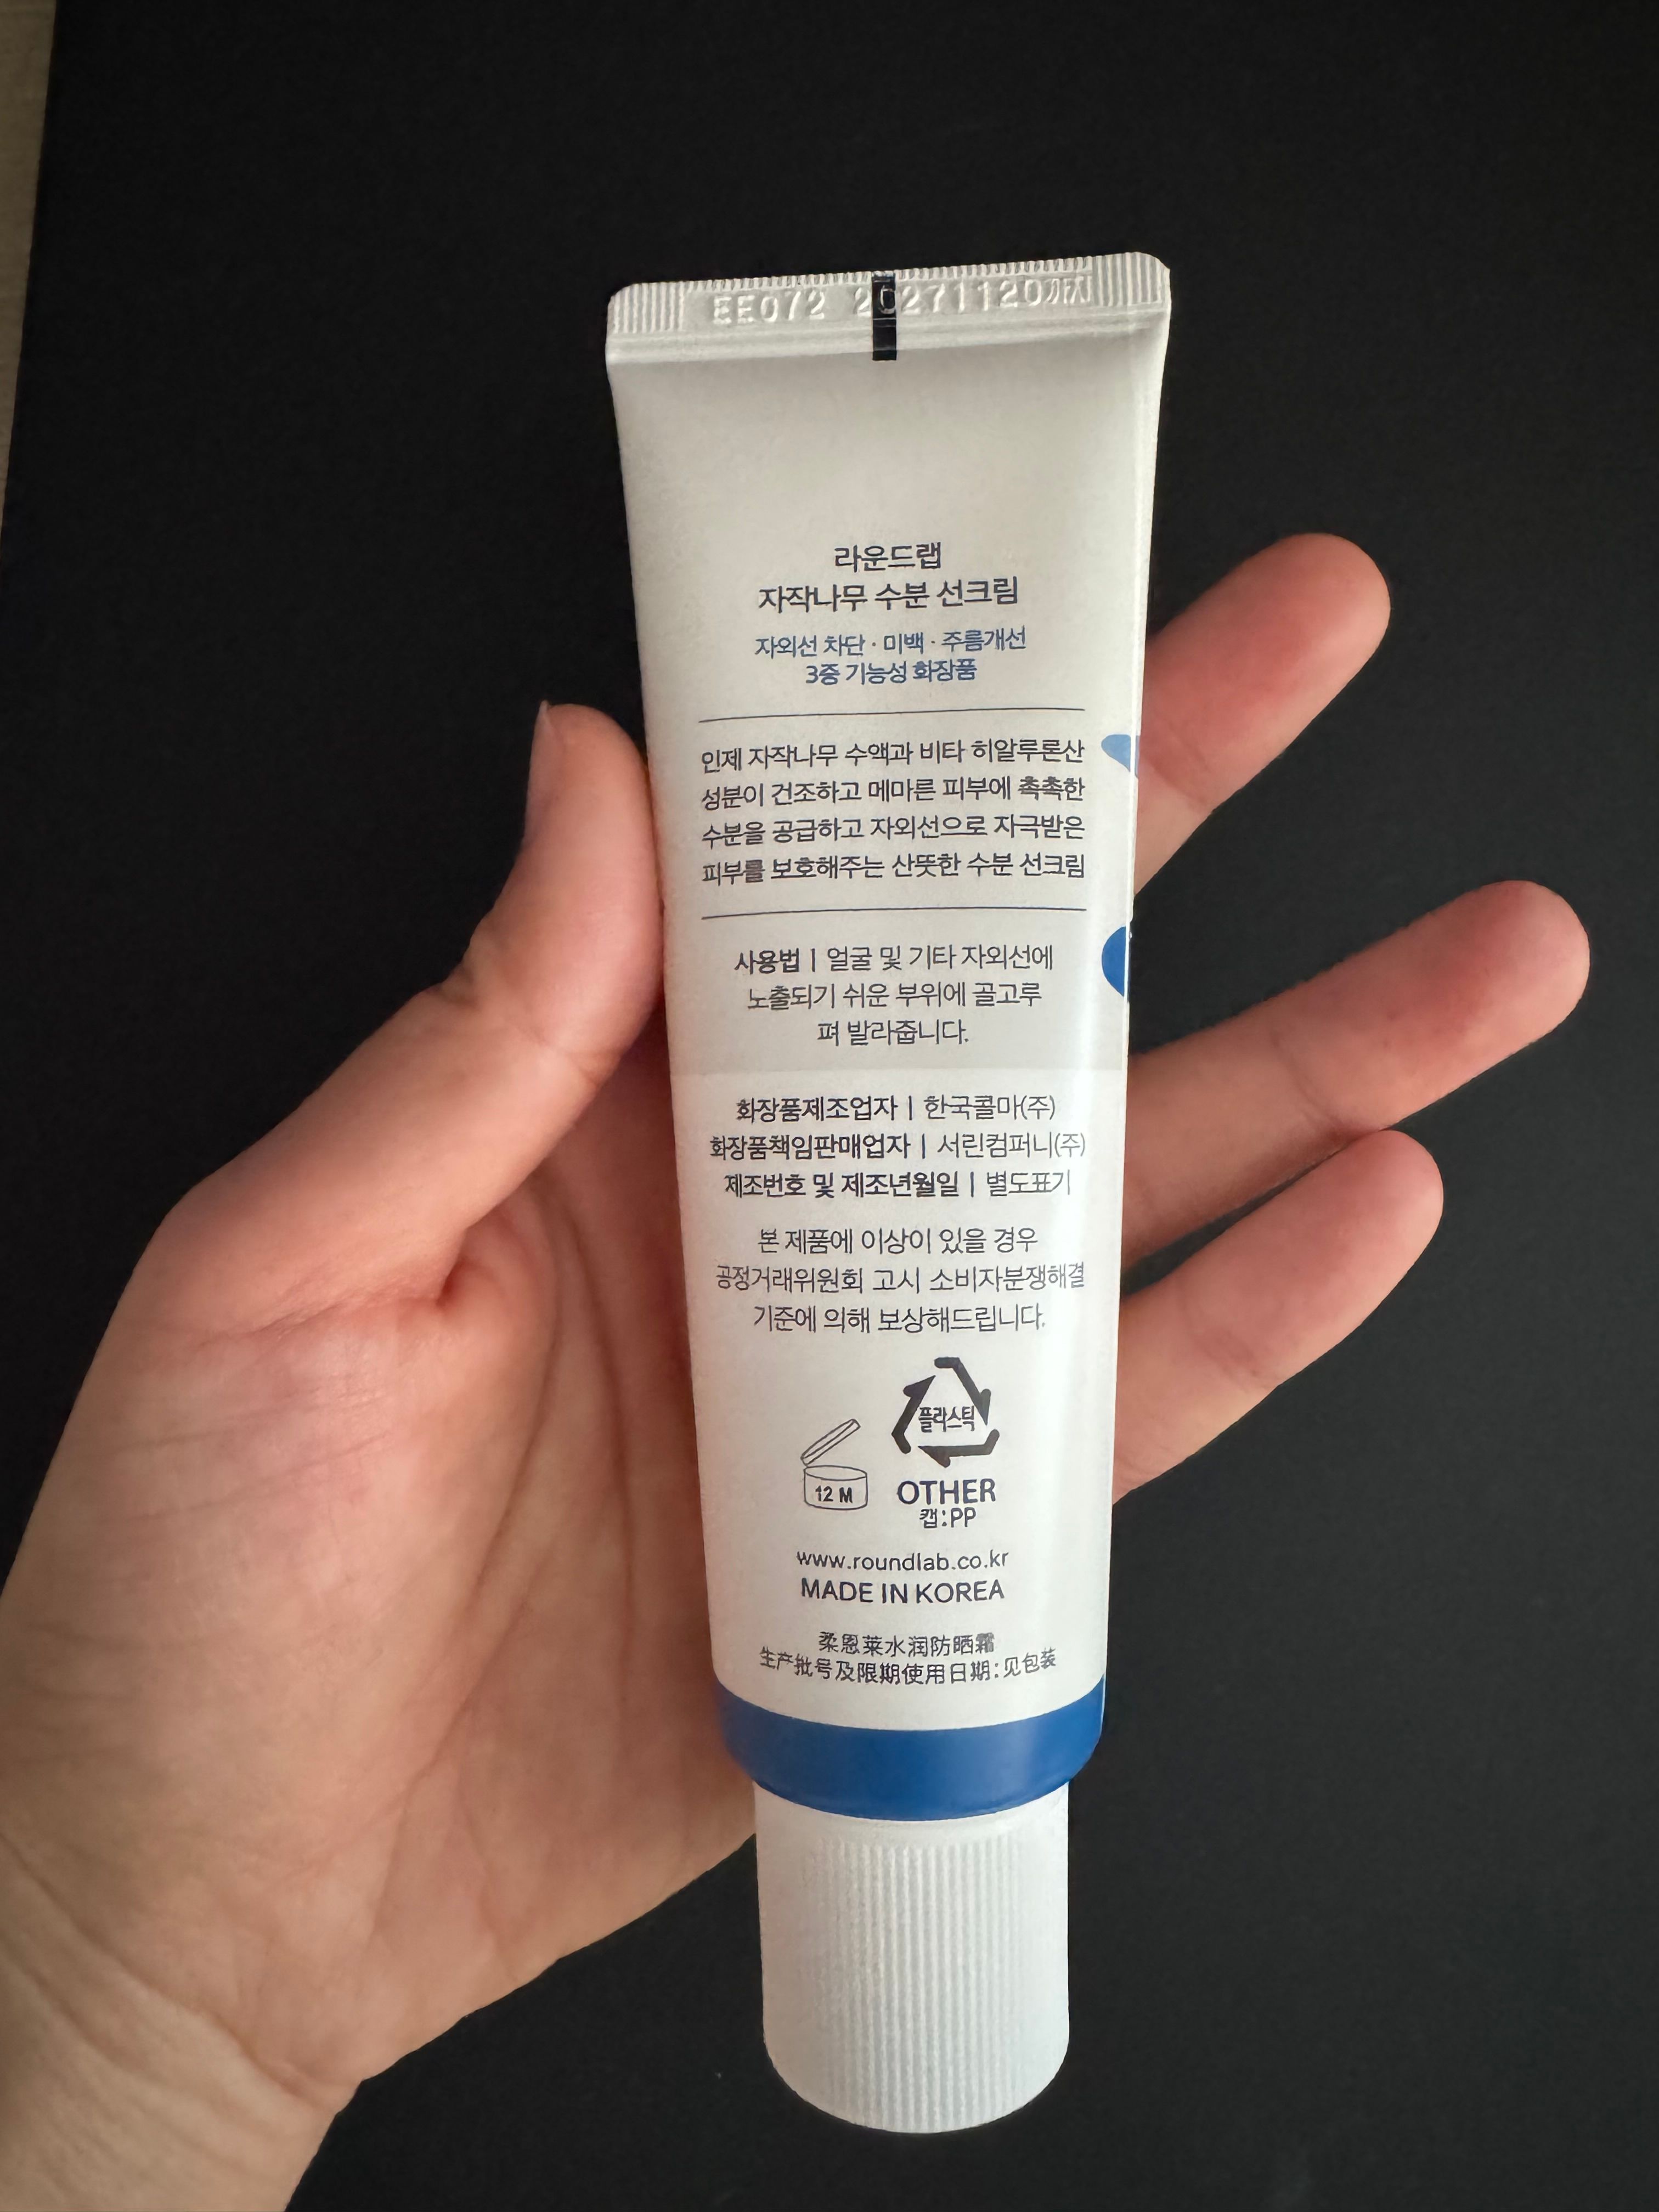 EE072 20271120까지
라운드랩
자작나무 수분 선크림
자외선 차단 · 미백 · 주름개선
3중 기능성 화장품
인제 자작나무 수액과 비타 히알루론산
성분이 건조하고 메마른 피부에 촉촉한
수분을 공급하고 자외선으로 자극받은
피부를 보호해주는 산뜻한 수분 선크림
사용법 | 얼굴 및 기타 자외선에
노출되기 쉬운 부위에 골고루
펴 발라줍니다.
화장품제조업자 | 한국콜마(주)
화장품책임판매업자 | 서린컴퍼니(주)
제조번호 및 제조년월일 | 별도표기
본 제품에 이상이 있을 경우
공정거래위원회 고시 소비자분쟁해결
기준에 의해 보상해드립니다.
플라스틱
12 M
OTHER
캡:PP
www.roundlab.co.kr
MADE IN KOREA
柔恩莱水润防晒霜
生产批号及限期使用日期:见包装